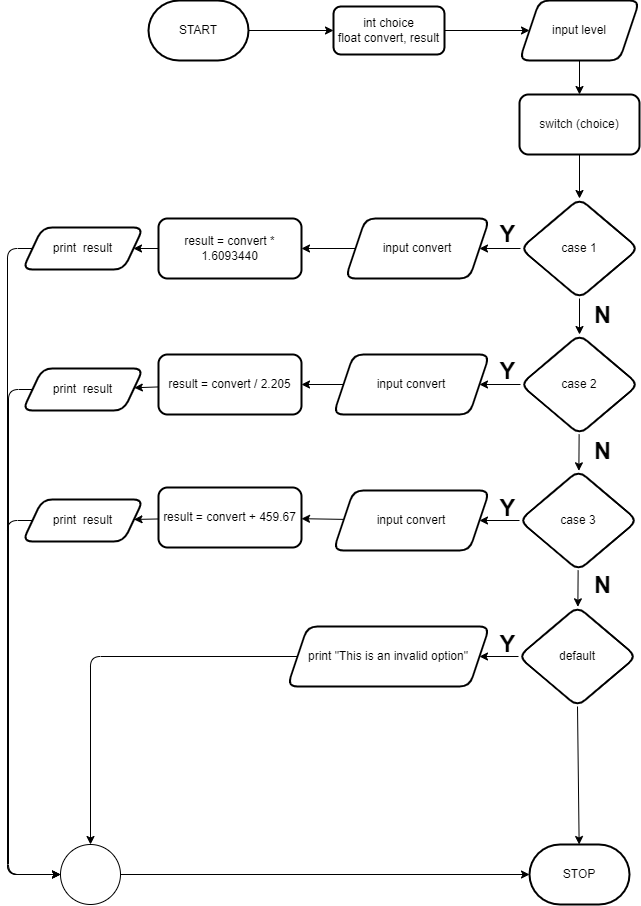 START
int choice
float convert, result
input level
switch (choice)
print result
result = convert *
1.6093440
input convert
Y
case 1
N
print result
result = convert / 2.205
input convert
Y
case 2
N
print result
result = convert + 459.67
input convert
Y
case 3
N
print "This is an invalid option"
Y
default
STOP